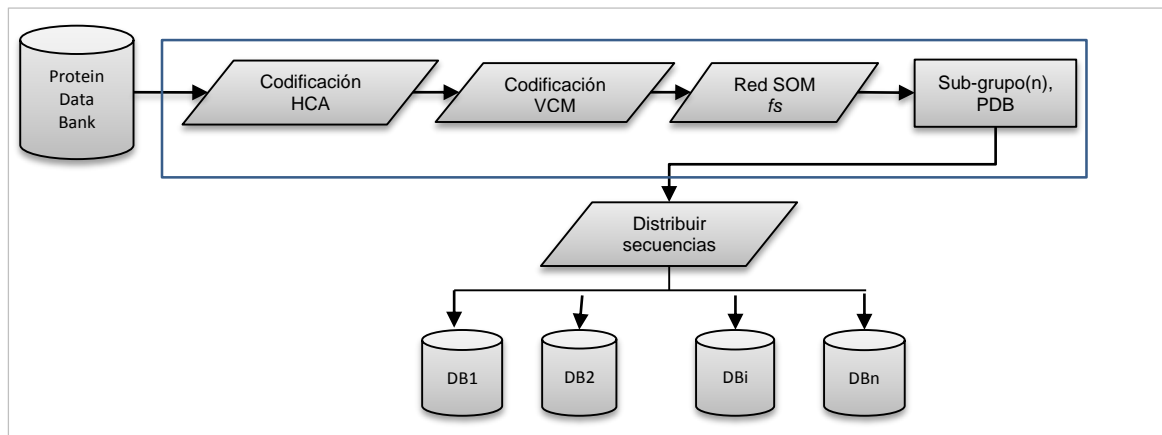 Protein
Data
Bank
Codificación
HCA
Codificación
VCM
Red SOM
fs
Sub-grupo(n),
PDB
Distribuir
secuencias
DB1
DB2
DBi
DBn